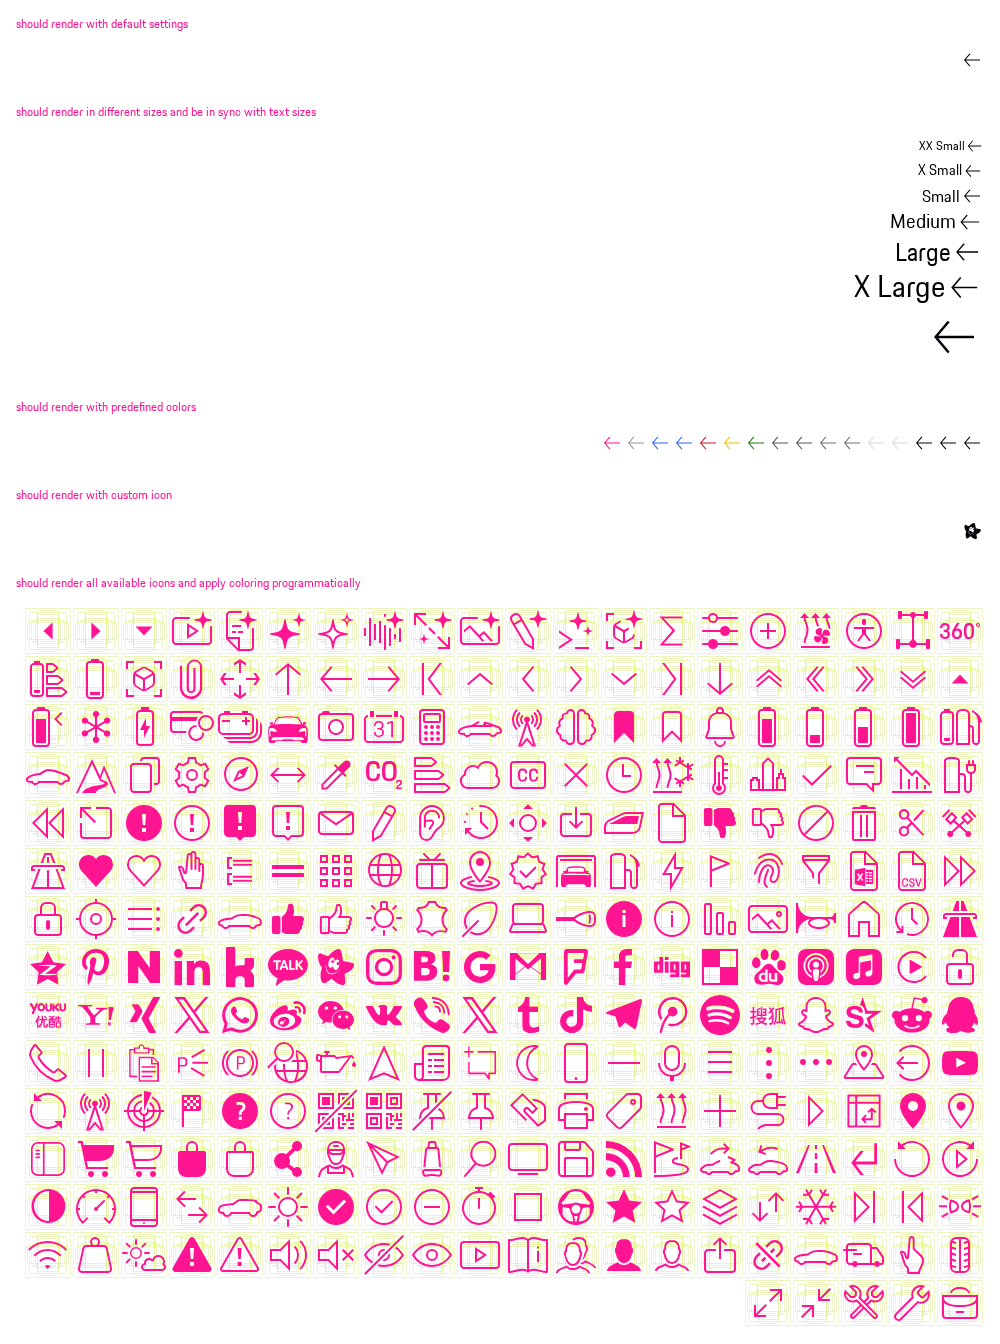 should render with default settings
should render in different sizes and be in sync with text sizes
XX Small
X Small
Small
Medium
Large
X Large
should render with predefined colors
should render with custom icon
should render all available icons and apply coloring programmatically
360°
31
CO2
CC
X
CSV
i
i
TALK
B!
digg
du
YOUKU
优酷
Y!
搜狐
S
P
P
?
?
i